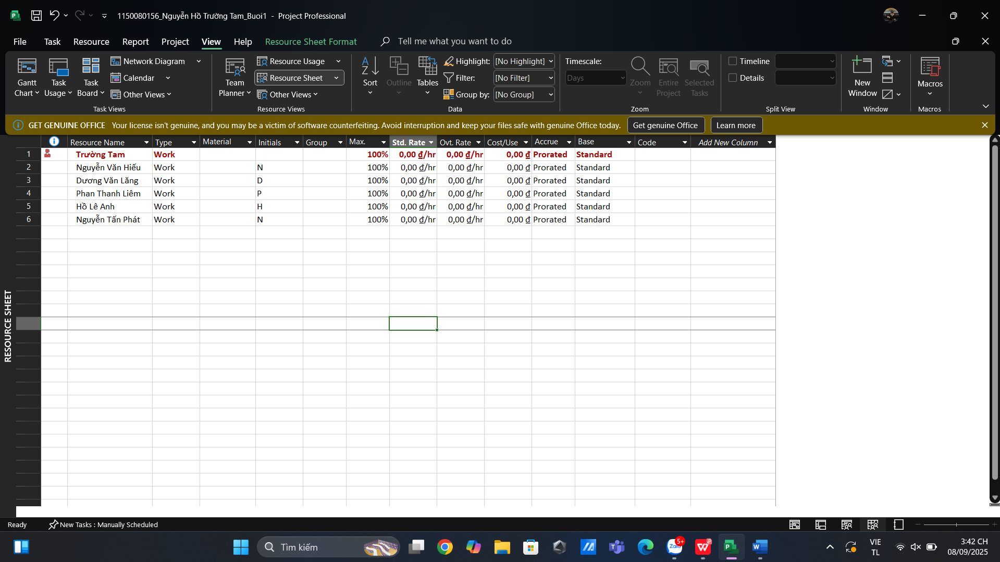 1150080156_Nguyễn Hồ Trường Tam_Buoi1 - Project Professional
File Task Resource Report Project View Help Resource Sheet Format Tell me what you want to do
Gantt Chart
Task Usage
Task Board
Network Diagram
Calendar
Other Views
Task Views
Team Planner
Resource Usage
Resource Sheet
Other Views
Resource Views
Sort
Outline
Tables
Highlight: [No Highlight]
Filter: [No Filter]
Group by: [No Group]
Data
Timescale:
Days
Zoom
Entire Project
Selected Tasks
Zoom
Timeline
Details
Split View
New Window
Window
Macros
Macros
GET GENUINE OFFICE Your license isn't genuine, and you may be a victim of software counterfeiting. Avoid interruption and keep your files safe with genuine Office today. Get genuine Office Learn more
Resource Name Type Material Initials Group Max. Std. Rate Ovt. Rate Cost/Use Accrue Base Code Add New Column
1 Trường Tam Work 100% 0,00 ₫/hr 0,00 ₫/hr 0,00 ₫ Prorated Standard
2 Nguyễn Văn Hiếu Work N 100% 0,00 ₫/hr 0,00 ₫/hr 0,00 ₫ Prorated Standard
3 Dương Văn Lăng Work D 100% 0,00 ₫/hr 0,00 ₫/hr 0,00 ₫ Prorated Standard
4 Phan Thanh Liêm Work P 100% 0,00 ₫/hr 0,00 ₫/hr 0,00 ₫ Prorated Standard
5 Hồ Lê Anh Work H 100% 0,00 ₫/hr 0,00 ₫/hr 0,00 ₫ Prorated Standard
6 Nguyễn Tấn Phát Work N 100% 0,00 ₫/hr 0,00 ₫/hr 0,00 ₫ Prorated Standard
RESOURCE SHEET
Ready New Tasks : Manually Scheduled
Tìm kiếm
Zalo
5+
VIE
TL
3:42 CH
08/09/2025